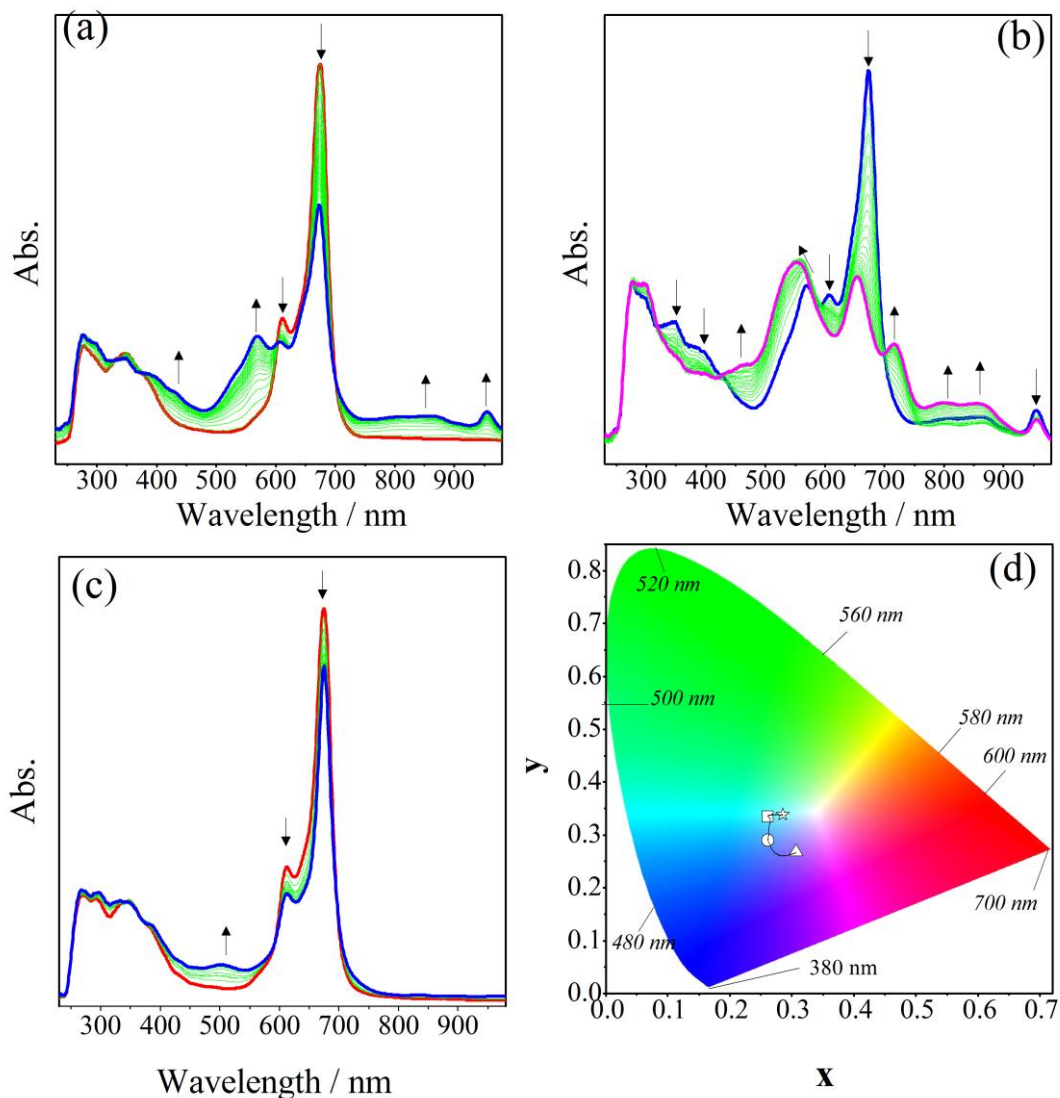 (a)
Abs.
300 400 500 600 700 800 900
Wavelength / nm
(b)
Abs.
300 400 500 600 700 800 900
Wavelength / nm
(c)
Abs.
300 400 500 600 700 800 900
Wavelength / nm
(d)
0.8
0.7
0.6
0.5
0.4
0.3
0.2
0.1
0.0
y
520 nm
560 nm
500 nm
580 nm
600 nm
700 nm
480 nm
380 nm
0.0 0.1 0.2 0.3 0.4 0.5 0.6 0.7
x